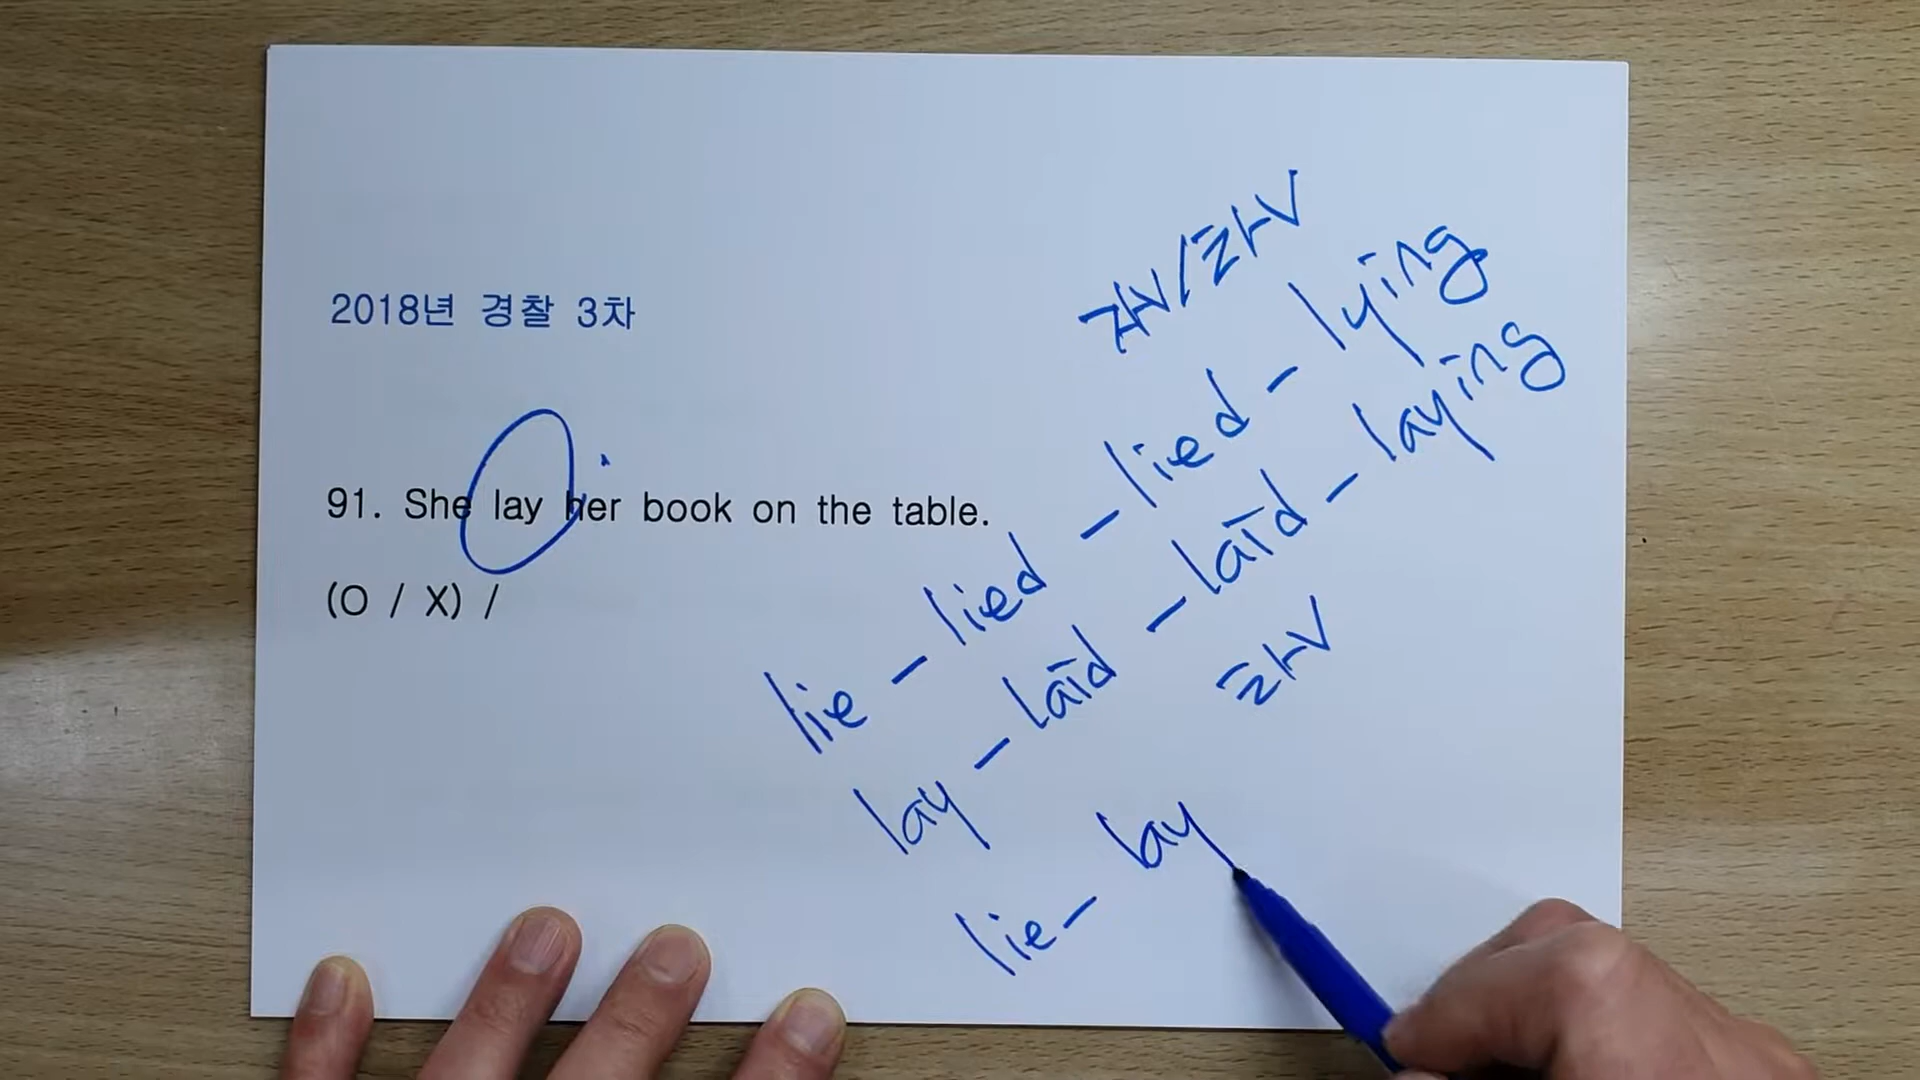 2018년 경찰 3차
91. She lay her book on the table.
(O / X) /
자V/타V
lie - lied - lied - lying
lay - laid - laid - laying
타V
lie - lay